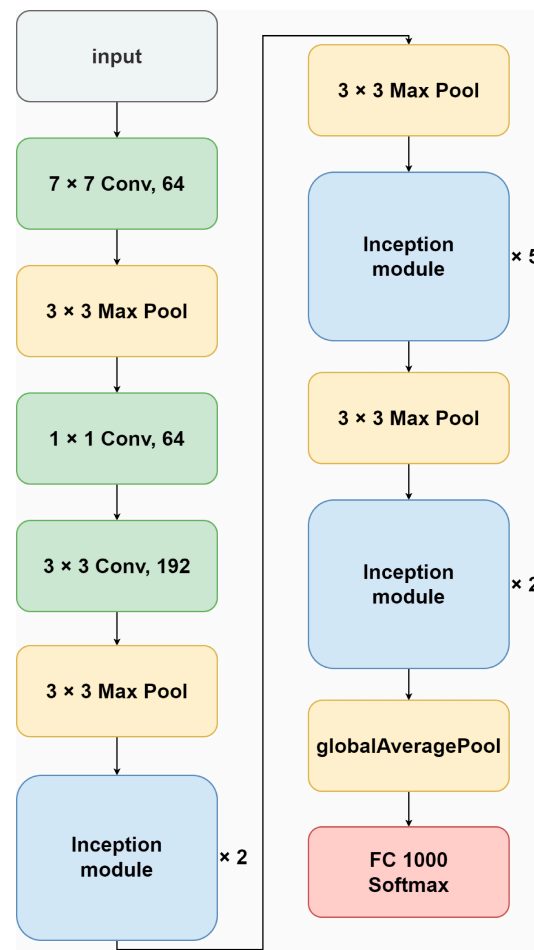 input
7 × 7 Conv, 64
3 × 3 Max Pool
1 × 1 Conv, 64
3 × 3 Conv, 192
3 × 3 Max Pool
Inception
module
× 2
3 × 3 Max Pool
Inception
module
× 5
3 × 3 Max Pool
Inception
module
× 2
globalAveragePool
FC 1000
Softmax